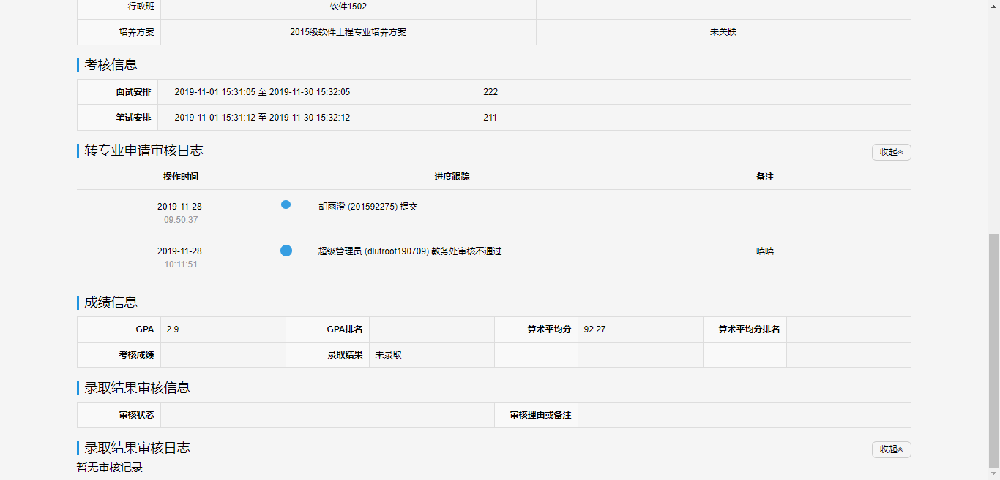 行政班 软件1502
培养方案 2015级软件工程专业培养方案 未关联
考核信息
面试安排 2019-11-01 15:31:05 至 2019-11-30 15:32:05 222
笔试安排 2019-11-01 15:31:12 至 2019-11-30 15:32:12 211
转专业申请审核日志 收起
操作时间 进度跟踪 备注
2019-11-28 胡雨澄 (201592275) 提交
09:50:37
2019-11-28 超级管理员 (dlutroot190709) 教务处审核不通过 嘻嘻
10:11:51
成绩信息
GPA 2.9 GPA排名 算术平均分 92.27 算术平均分排名
考核成绩 录取结果 未录取
录取结果审核信息
审核状态 审核理由或备注
录取结果审核日志 收起
暂无审核记录